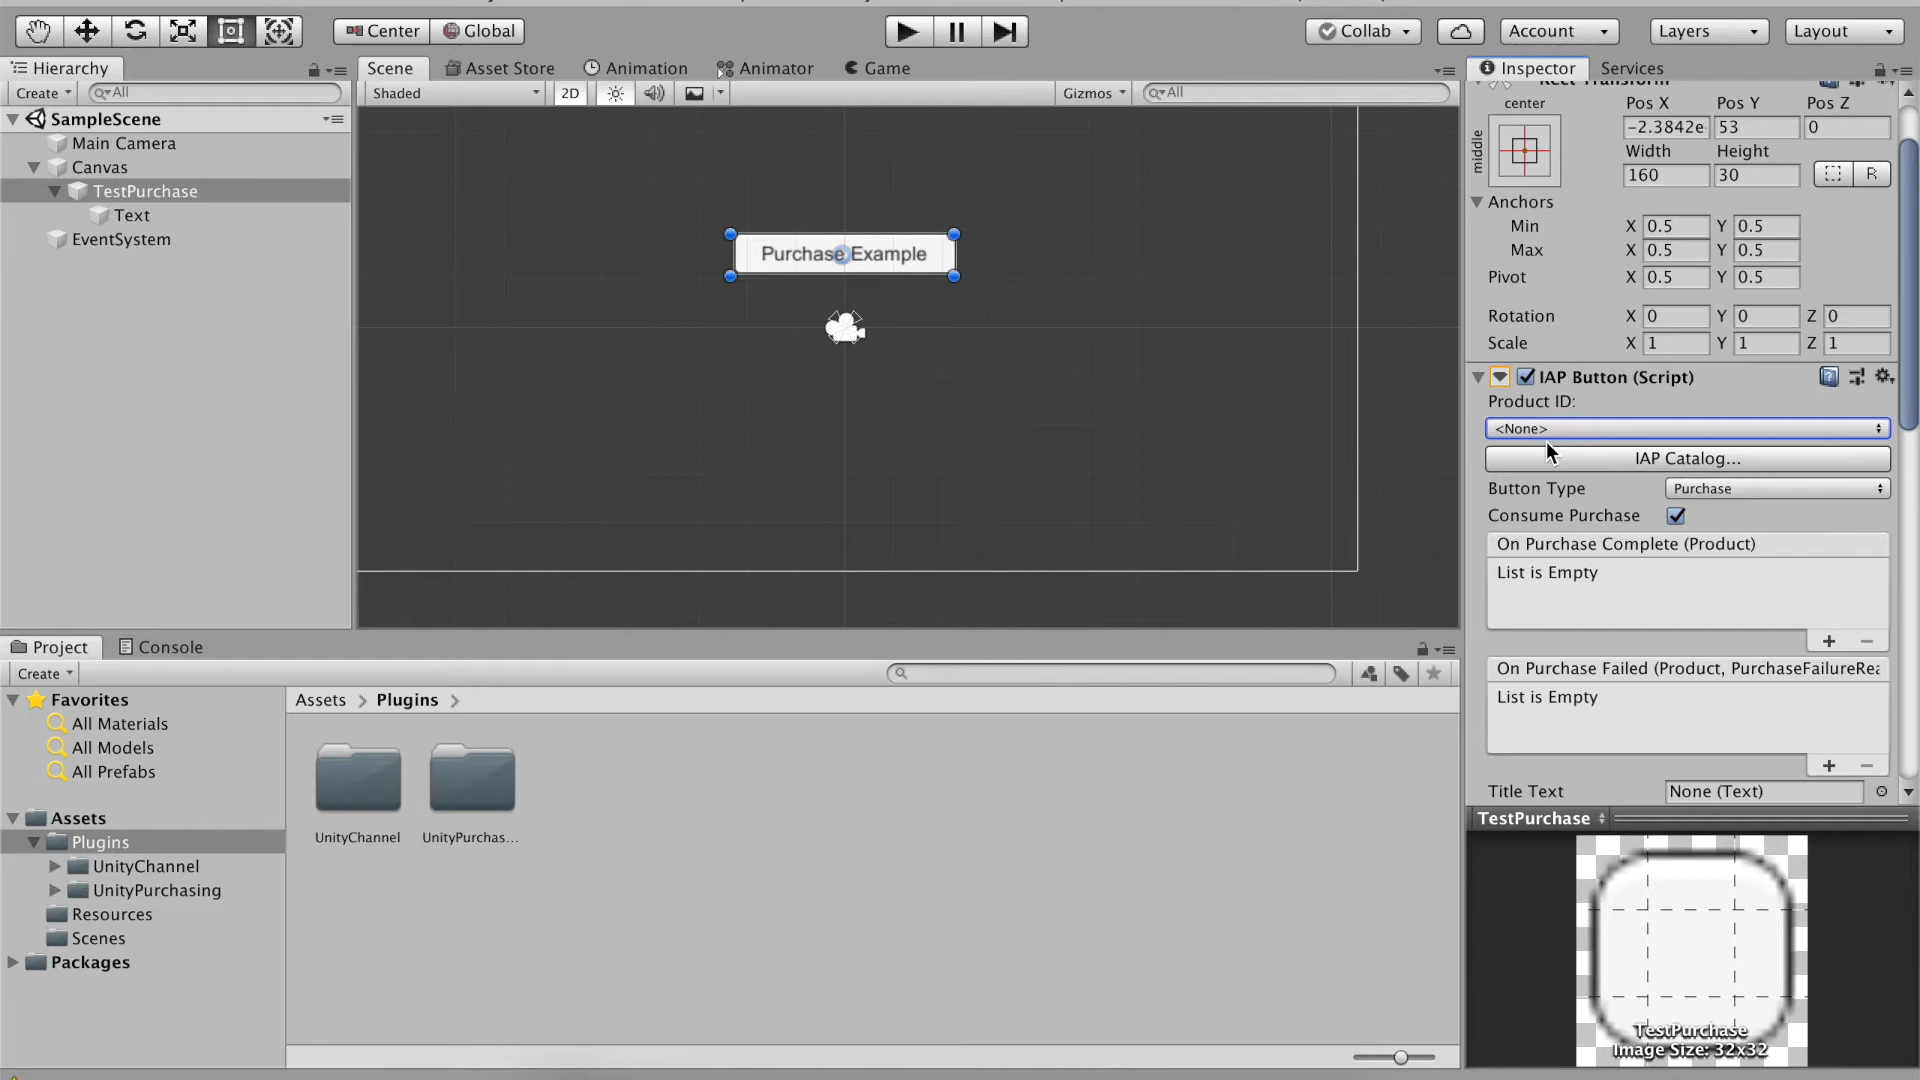 Center
Global
Collab
Account
Layers
Layout
Hierarchy
Scene
Asset Store
Animation
Animator
Game
Inspector
Services
Create
All
Shaded
2D
Gizmos
All
SampleScene
Main Camera
Canvas
TestPurchase
Text
EventSystem
Purchase Example
center
Pos X
Pos Y
Pos Z
middle
-2.3842e
53
0
Width
Height
160
30
R
Anchors
Min
X 0.5
Y 0.5
Max
X 0.5
Y 0.5
Pivot
X 0.5
Y 0.5
Rotation
X 0
Y 0
Z 0
Scale
X 1
Y 1
Z 1
IAP Button (Script)
Product ID:
<None>
IAP Catalog...
Button Type
Purchase
Consume Purchase
On Purchase Complete (Product)
List is Empty
+ −
On Purchase Failed (Product, PurchaseFailureRea
List is Empty
+ −
Title Text
None (Text)
Project
Console
Create
Favorites
All Materials
All Models
All Prefabs
Assets
Plugins
UnityChannel
UnityPurchasing
Resources
Scenes
Packages
Assets
Plugins
UnityChannel
UnityPurchas...
TestPurchase
TestPurchase
Image Size: 32x32